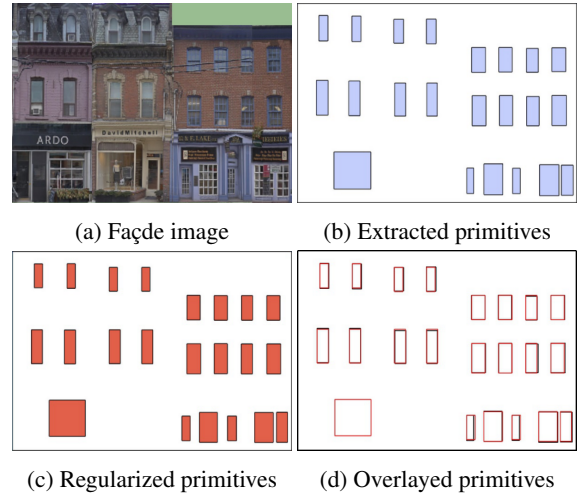 ARDO
DavidMitchell
(a) Façde image
(b) Extracted primitives
(c) Regularized primitives
(d) Overlayed primitives